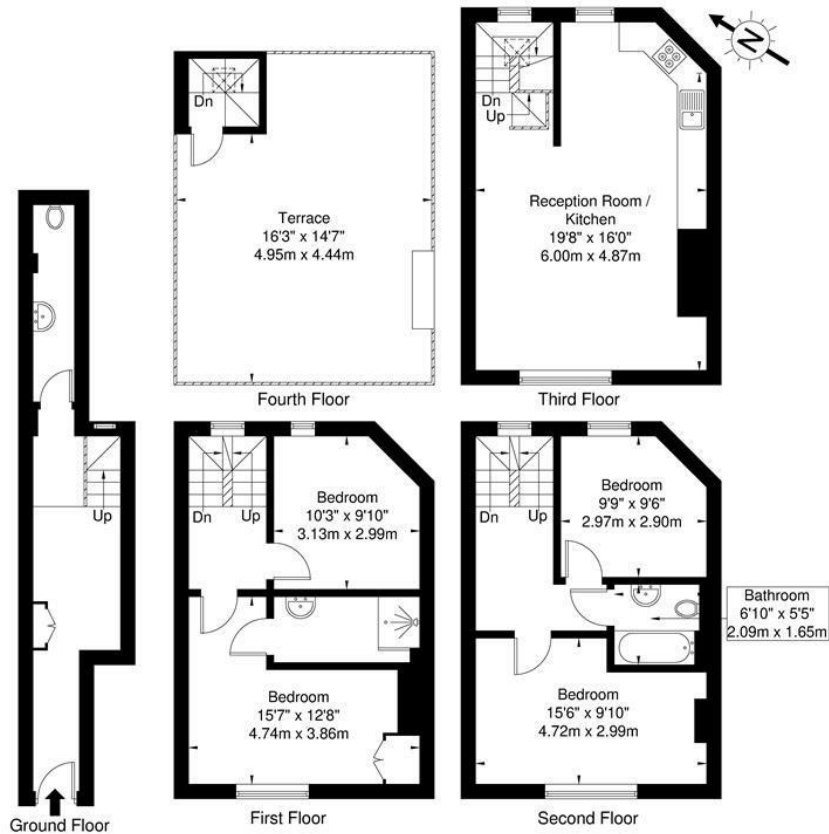 N
Dn
Terrace
16'3" x 14'7"
4.95m x 4.44m
Fourth Floor
Dn
Up
Reception Room /
Kitchen
19'8" x 16'0"
6.00m x 4.87m
Third Floor
Up
Ground Floor
Dn
Up
Bedroom
10'3" x 9'10"
3.13m x 2.99m
Bedroom
15'7" x 12'8"
4.74m x 3.86m
First Floor
Dn
Up
Bedroom
9'9" x 9'6"
2.97m x 2.90m
Bathroom
6'10" x 5'5"
2.09m x 1.65m
Bedroom
15'6" x 9'10"
4.72m x 2.99m
Second Floor